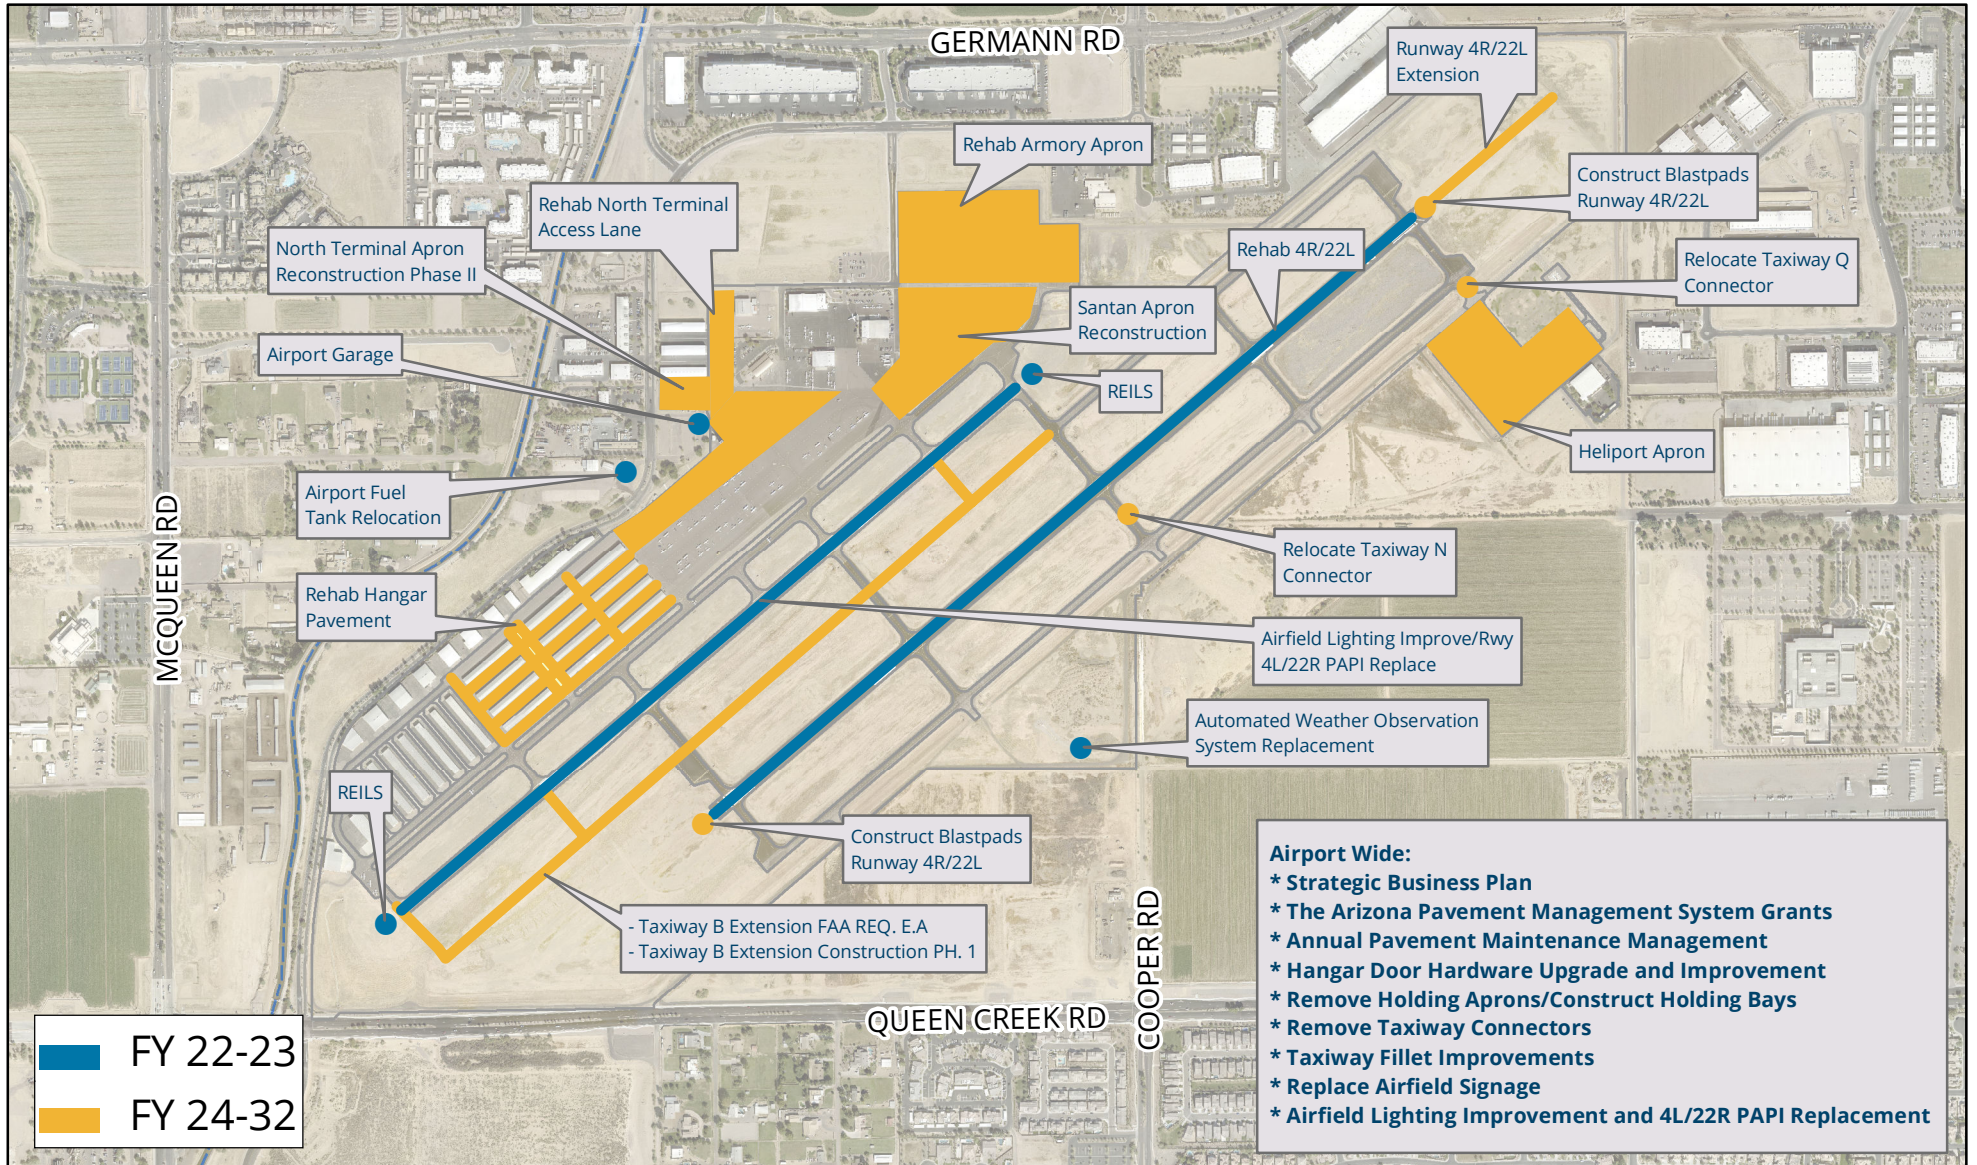 GERMANN RD
Runway 4R/22L
Extension
Rehab Armory Apron
Construct Blastpads
Runway 4R/22L
Rehab North Terminal
Access Lane
North Terminal Apron
Reconstruction Phase II
Rehab 4R/22L
Relocate Taxiway Q
Connector
Santan Apron
Reconstruction
Airport Garage
REILS
Heliport Apron
Airport Fuel
Tank Relocation
MCQUEEN RD
Relocate Taxiway N
Connector
Rehab Hangar
Pavement
Airfield Lighting Improve/Rwy
4L/22R PAPI Replace
Automated Weather Observation
System Replacement
REILS
Construct Blastpads
Runway 4R/22L
- Taxiway B Extension FAA REQ. E.A
- Taxiway B Extension Construction PH. 1
COOPER RD
QUEEN CREEK RD
Airport Wide:
* Strategic Business Plan
* The Arizona Pavement Management System Grants
* Annual Pavement Maintenance Management
* Hangar Door Hardware Upgrade and Improvement
* Remove Holding Aprons/Construct Holding Bays
* Remove Taxiway Connectors
* Taxiway Fillet Improvements
* Replace Airfield Signage
* Airfield Lighting Improvement and 4L/22R PAPI Replacement
FY 22-23
FY 24-32